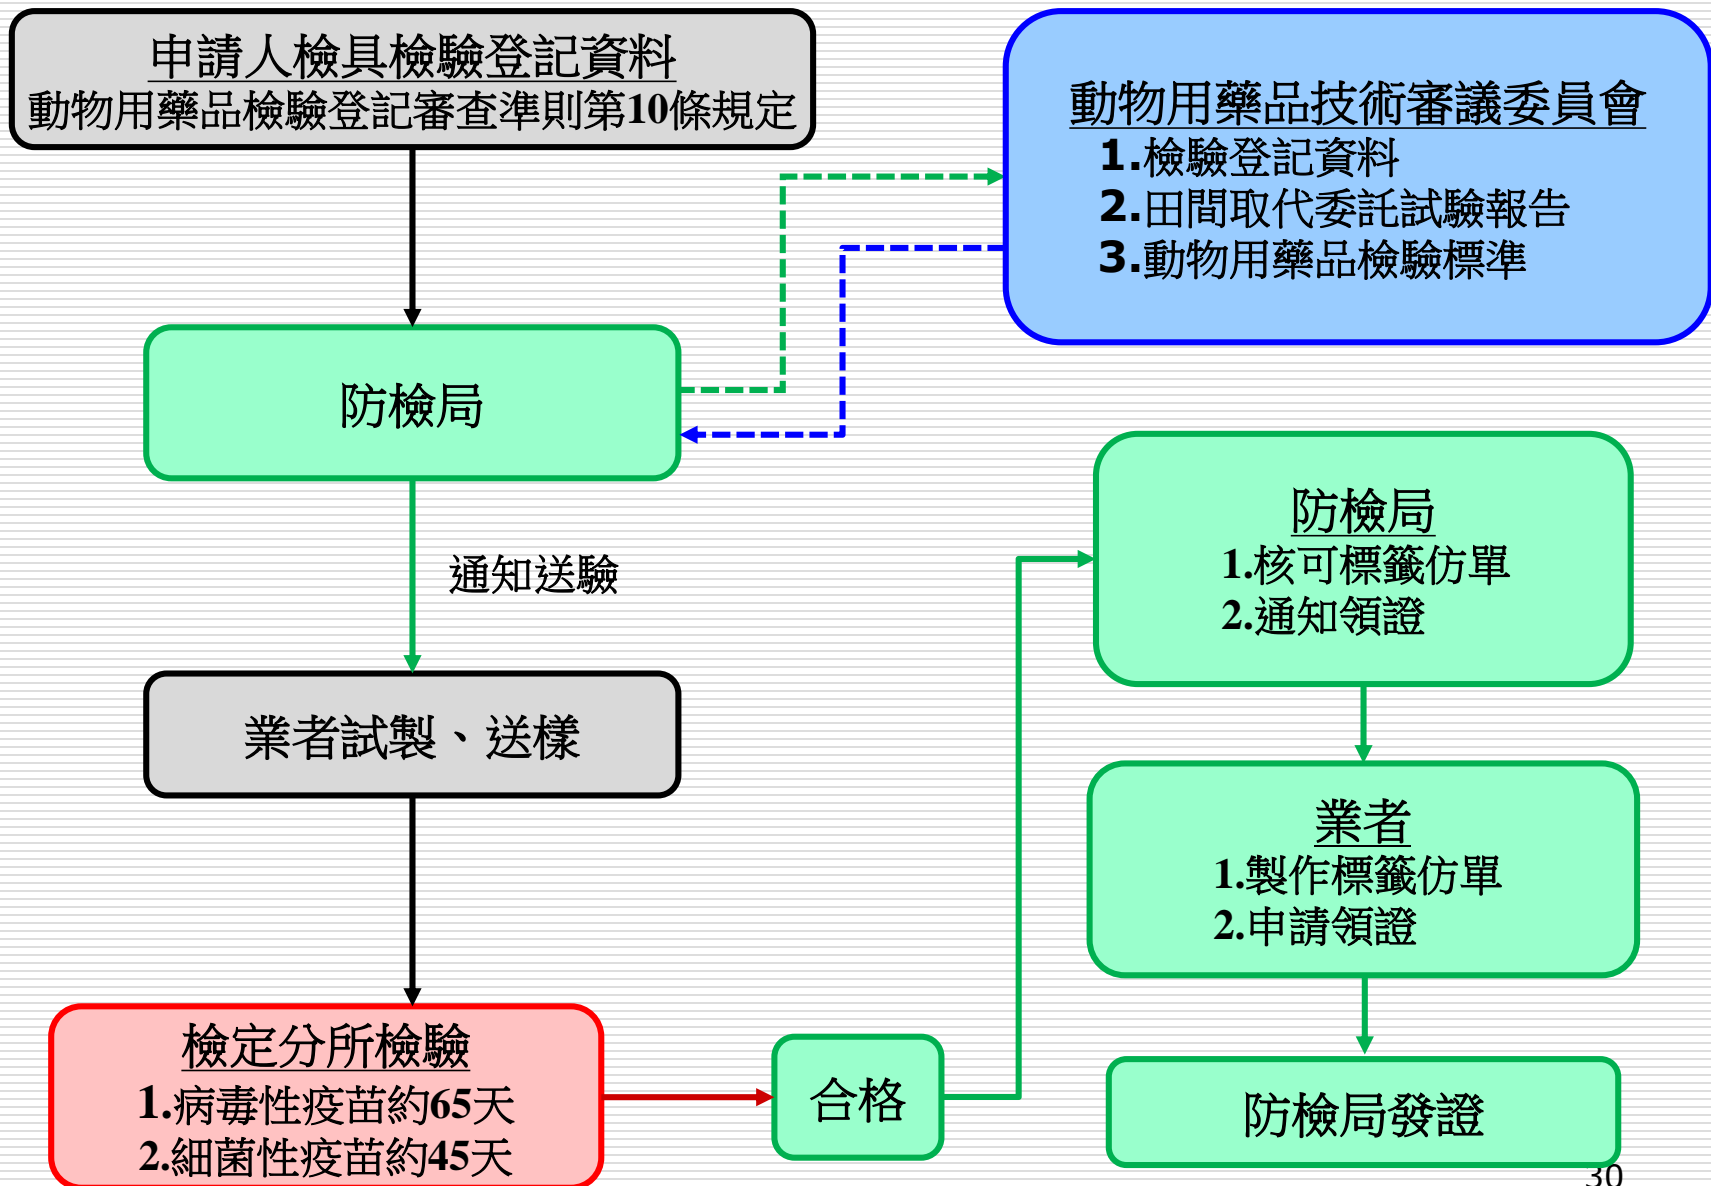 申請人檢具檢驗登記資料
動物用藥品檢驗登記審查準則第10條規定
動物用藥品技術審議委員會
1.檢驗登記資料
2.田間取代委託試驗報告
3.動物用藥品檢驗標準
防檢局
通知送驗
業者試製、送樣
檢定分所檢驗
1.病毒性疫苗約65天
2.細菌性疫苗約45天
合格
防檢局
1.核可標籤仿單
2.通知領證
業者
1.製作標籤仿單
2.申請領證
防檢局發證
30